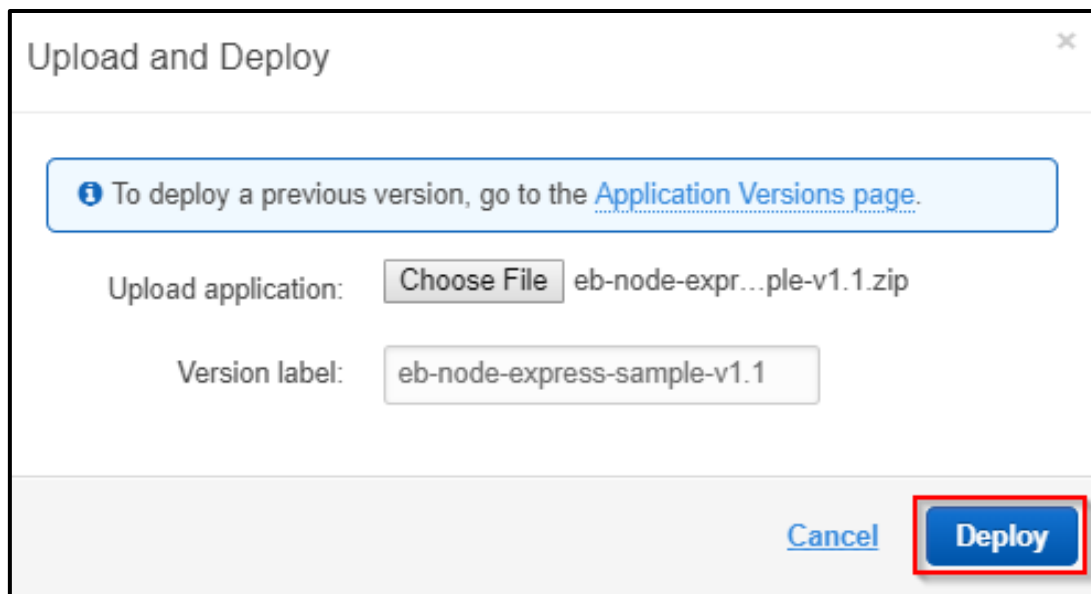 Upload and Deploy
×
To deploy a previous version, go to the Application Versions page.
Upload application: Choose File eb-node-expr…ple-v1.1.zip
Version label: eb-node-express-sample-v1.1
Cancel Deploy